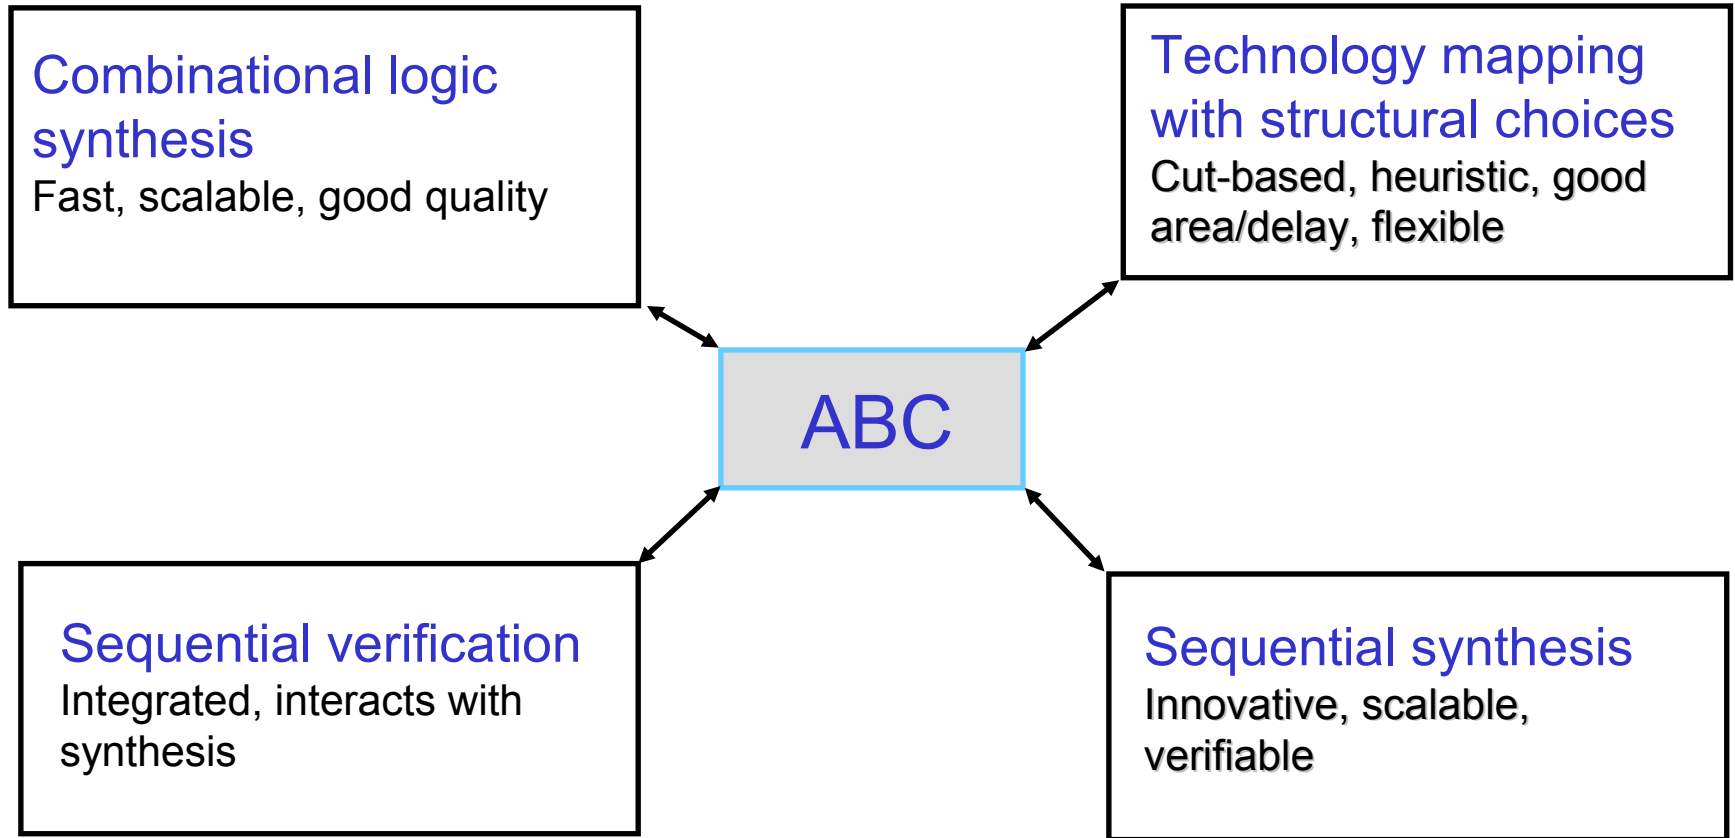 Combinational logic
synthesis
Fast, scalable, good quality
Technology mapping
with structural choices
Cut-based, heuristic, good
area/delay, flexible
ABC
Sequential verification
Integrated, interacts with
synthesis
Sequential synthesis
Innovative, scalable,
verifiable